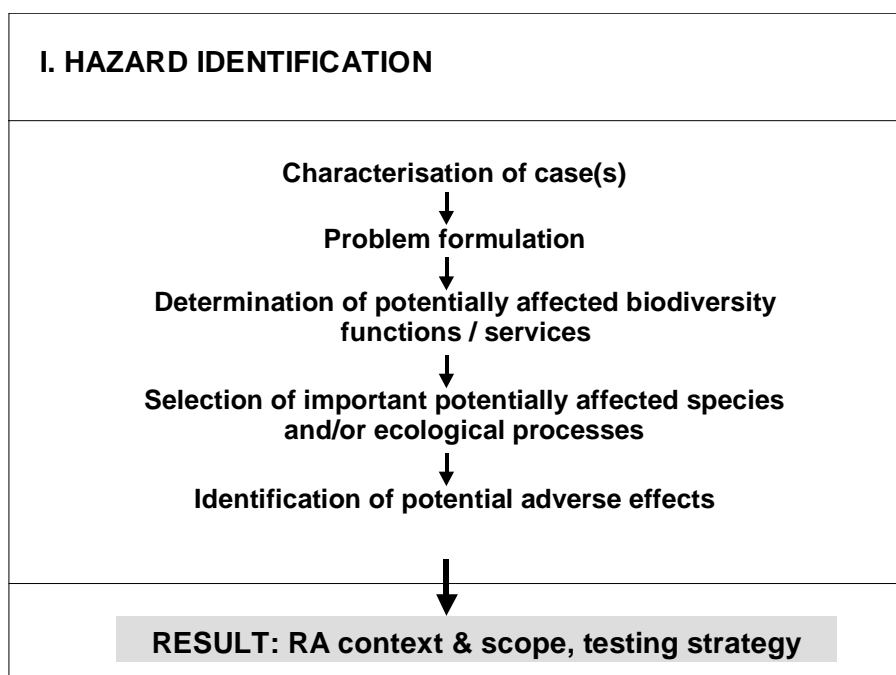 I. HAZARD IDENTIFICATION
Characterisation of case(s)
Problem formulation
Determination of potentially affected biodiversity
functions / services
Selection of important potentially affected species
and/or ecological processes
Identification of potential adverse effects
RESULT: RA context & scope, testing strategy